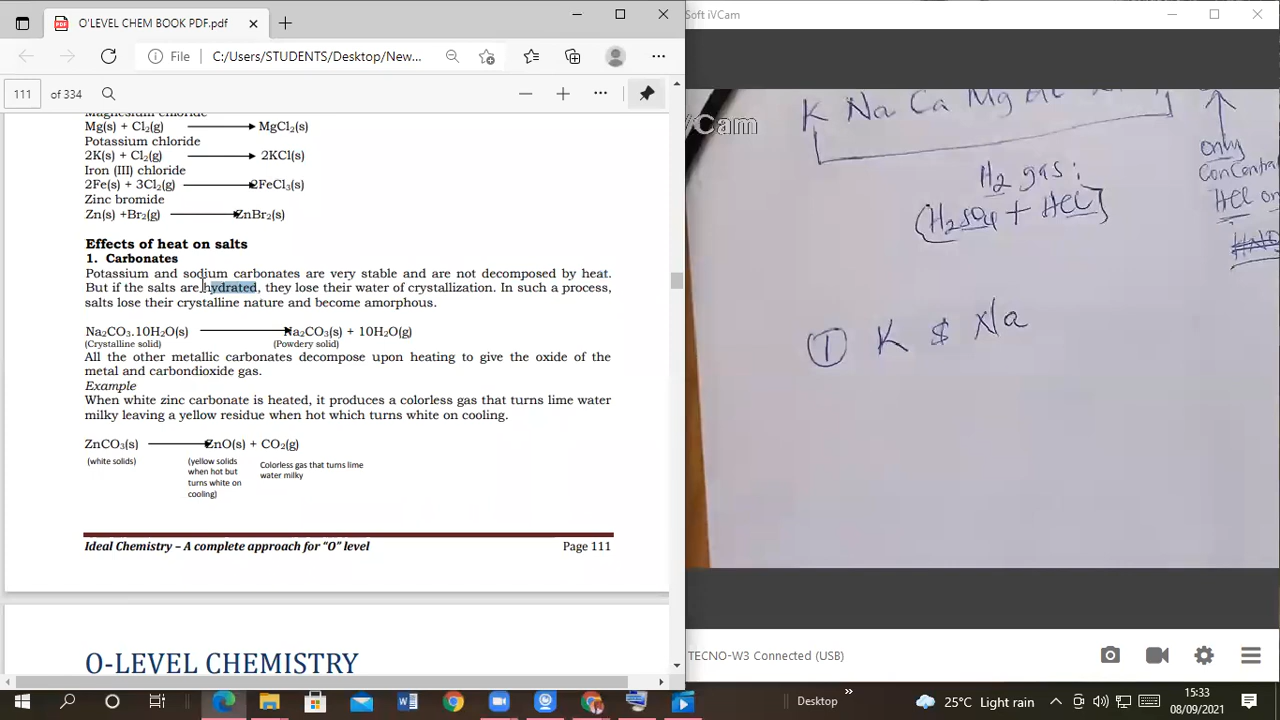 O'LEVEL CHEM BOOK PDF.pdf
File C:/Users/STUDENTS/Desktop/New...
111 of 334
Magnesium chloride
Mg(s) + Cl₂(g) → MgCl₂(s)
Potassium chloride
2K(s) + Cl₂(g) → 2KCl(s)
Iron (III) chloride
2Fe(s) + 3Cl₂(g) → 2FeCl₃(s)
Zinc bromide
Zn(s) +Br₂(g) → ZnBr₂(s)
Effects of heat on salts
1. Carbonates
Potassium and sodium carbonates are very stable and are not decomposed by heat.
But if the salts are hydrated, they lose their water of crystallization. In such a process,
salts lose their crystalline nature and become amorphous.
Na₂CO₃.10H₂O(s) → Na₂CO₃(s) + 10H₂O(g)
(Crystalline solid) (Powdery solid)
All the other metallic carbonates decompose upon heating to give the oxide of the
metal and carbondioxide gas.
Example
When white zinc carbonate is heated, it produces a colorless gas that turns lime water
milky leaving a yellow residue when hot which turns white on cooling.
ZnCO₃(s) → ZnO(s) + CO₂(g)
(white solids) (yellow solids when hot but turns white on cooling) Colorless gas that turns lime water milky
Ideal Chemistry – A complete approach for "O" level Page 111
O-LEVEL CHEMISTRY
Soft iVCam
Cam
K Na Ca Mg
H₂ gas:
(H₂SO₄ + HCl)
only
HCl
① K $ Na
TECNO-W3 Connected (USB)
Desktop
25°C Light rain
15:33
08/09/2021